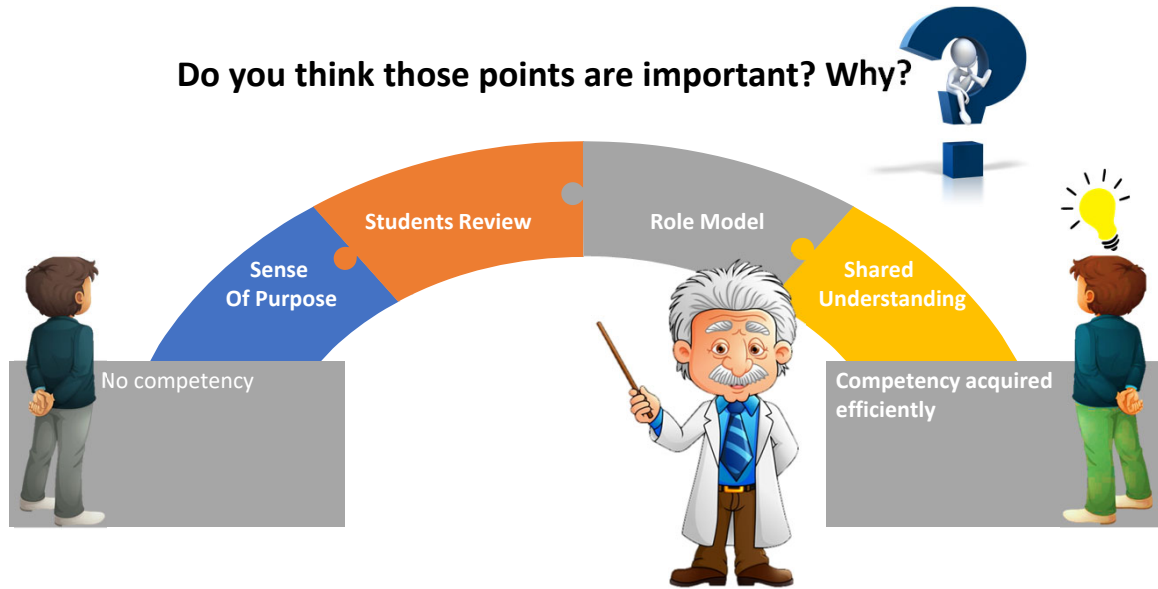 Do you think those points are important? Why?
Students Review
Role Model
Sense
Of Purpose
Shared
Understanding
No competency
Competency acquired
efficiently